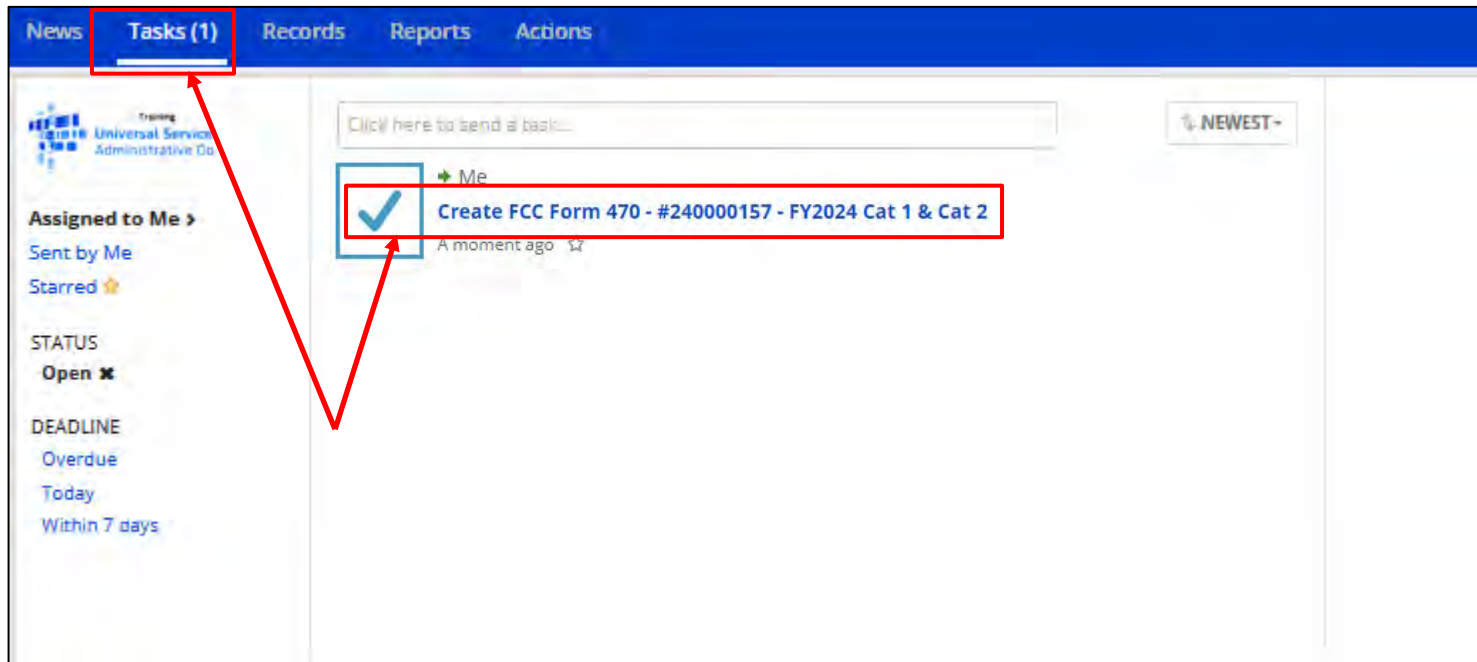 News Tasks (1) Records Reports Actions
Training
Universal Service
Administrative Co
Click here to send a task...
NEWEST
Me
Create FCC Form 470 - #240000157 - FY2024 Cat 1 & Cat 2
A moment ago
Assigned to Me >
Sent by Me
Starred
STATUS
Open ✖
DEADLINE
Overdue
Today
Within 7 days